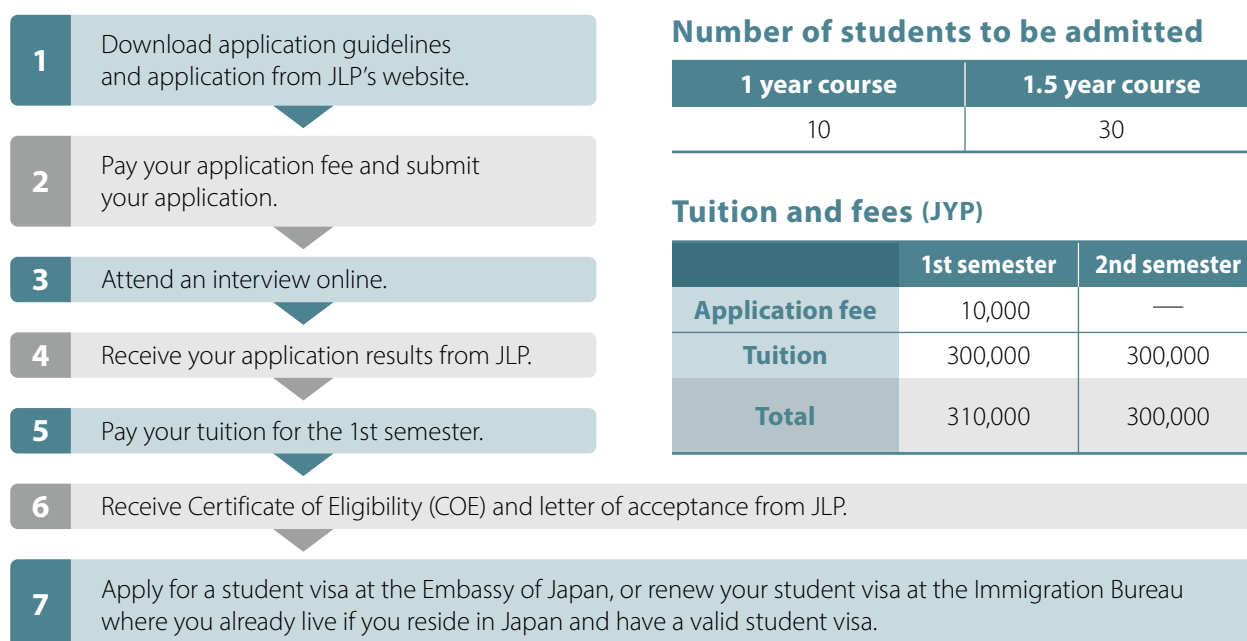 1
Download application guidelines
and application from JLP's website.
2
Pay your application fee and submit
your application.
3
Attend an interview online.
4
Receive your application results from JLP.
5
Pay your tuition for the 1st semester.
6
Receive Certificate of Eligibility (COE) and letter of acceptance from JLP.
7
Apply for a student visa at the Embassy of Japan, or renew your student visa at the Immigration Bureau
where you already live if you reside in Japan and have a valid student visa.
Number of students to be admitted
1 year course 1.5 year course
10 30
Tuition and fees (JYP)
1st semester 2nd semester
Application fee 10,000 —
Tuition 300,000 300,000
Total 310,000 300,000